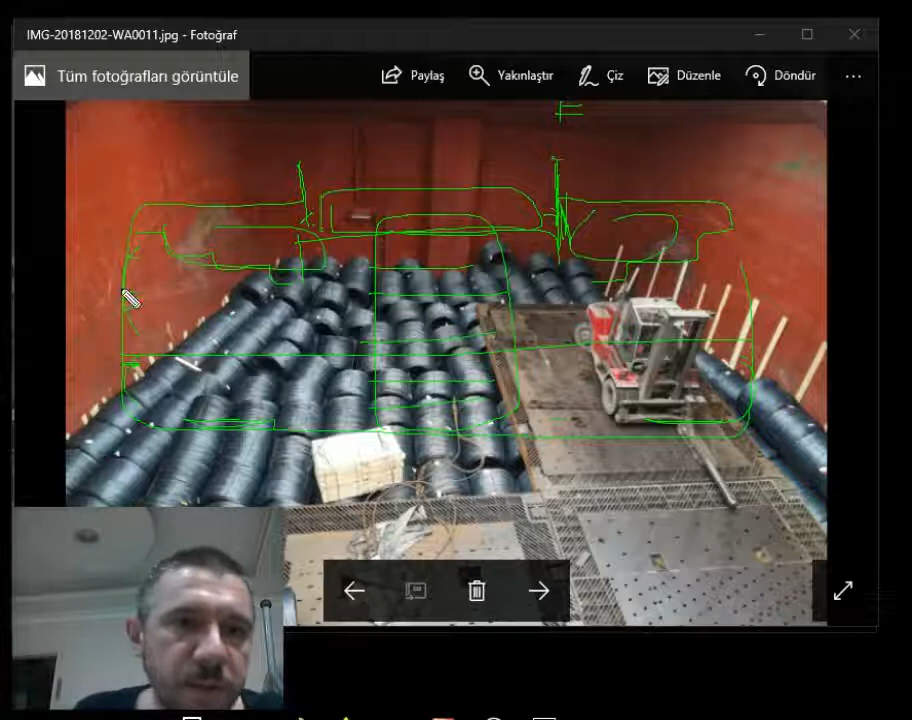 IMG-20181202-WA0011.jpg - Fotoğraf
Tüm fotoğrafları görüntüle
Paylaş
Yakınlaştır
Çiz
Düzenle
Döndür